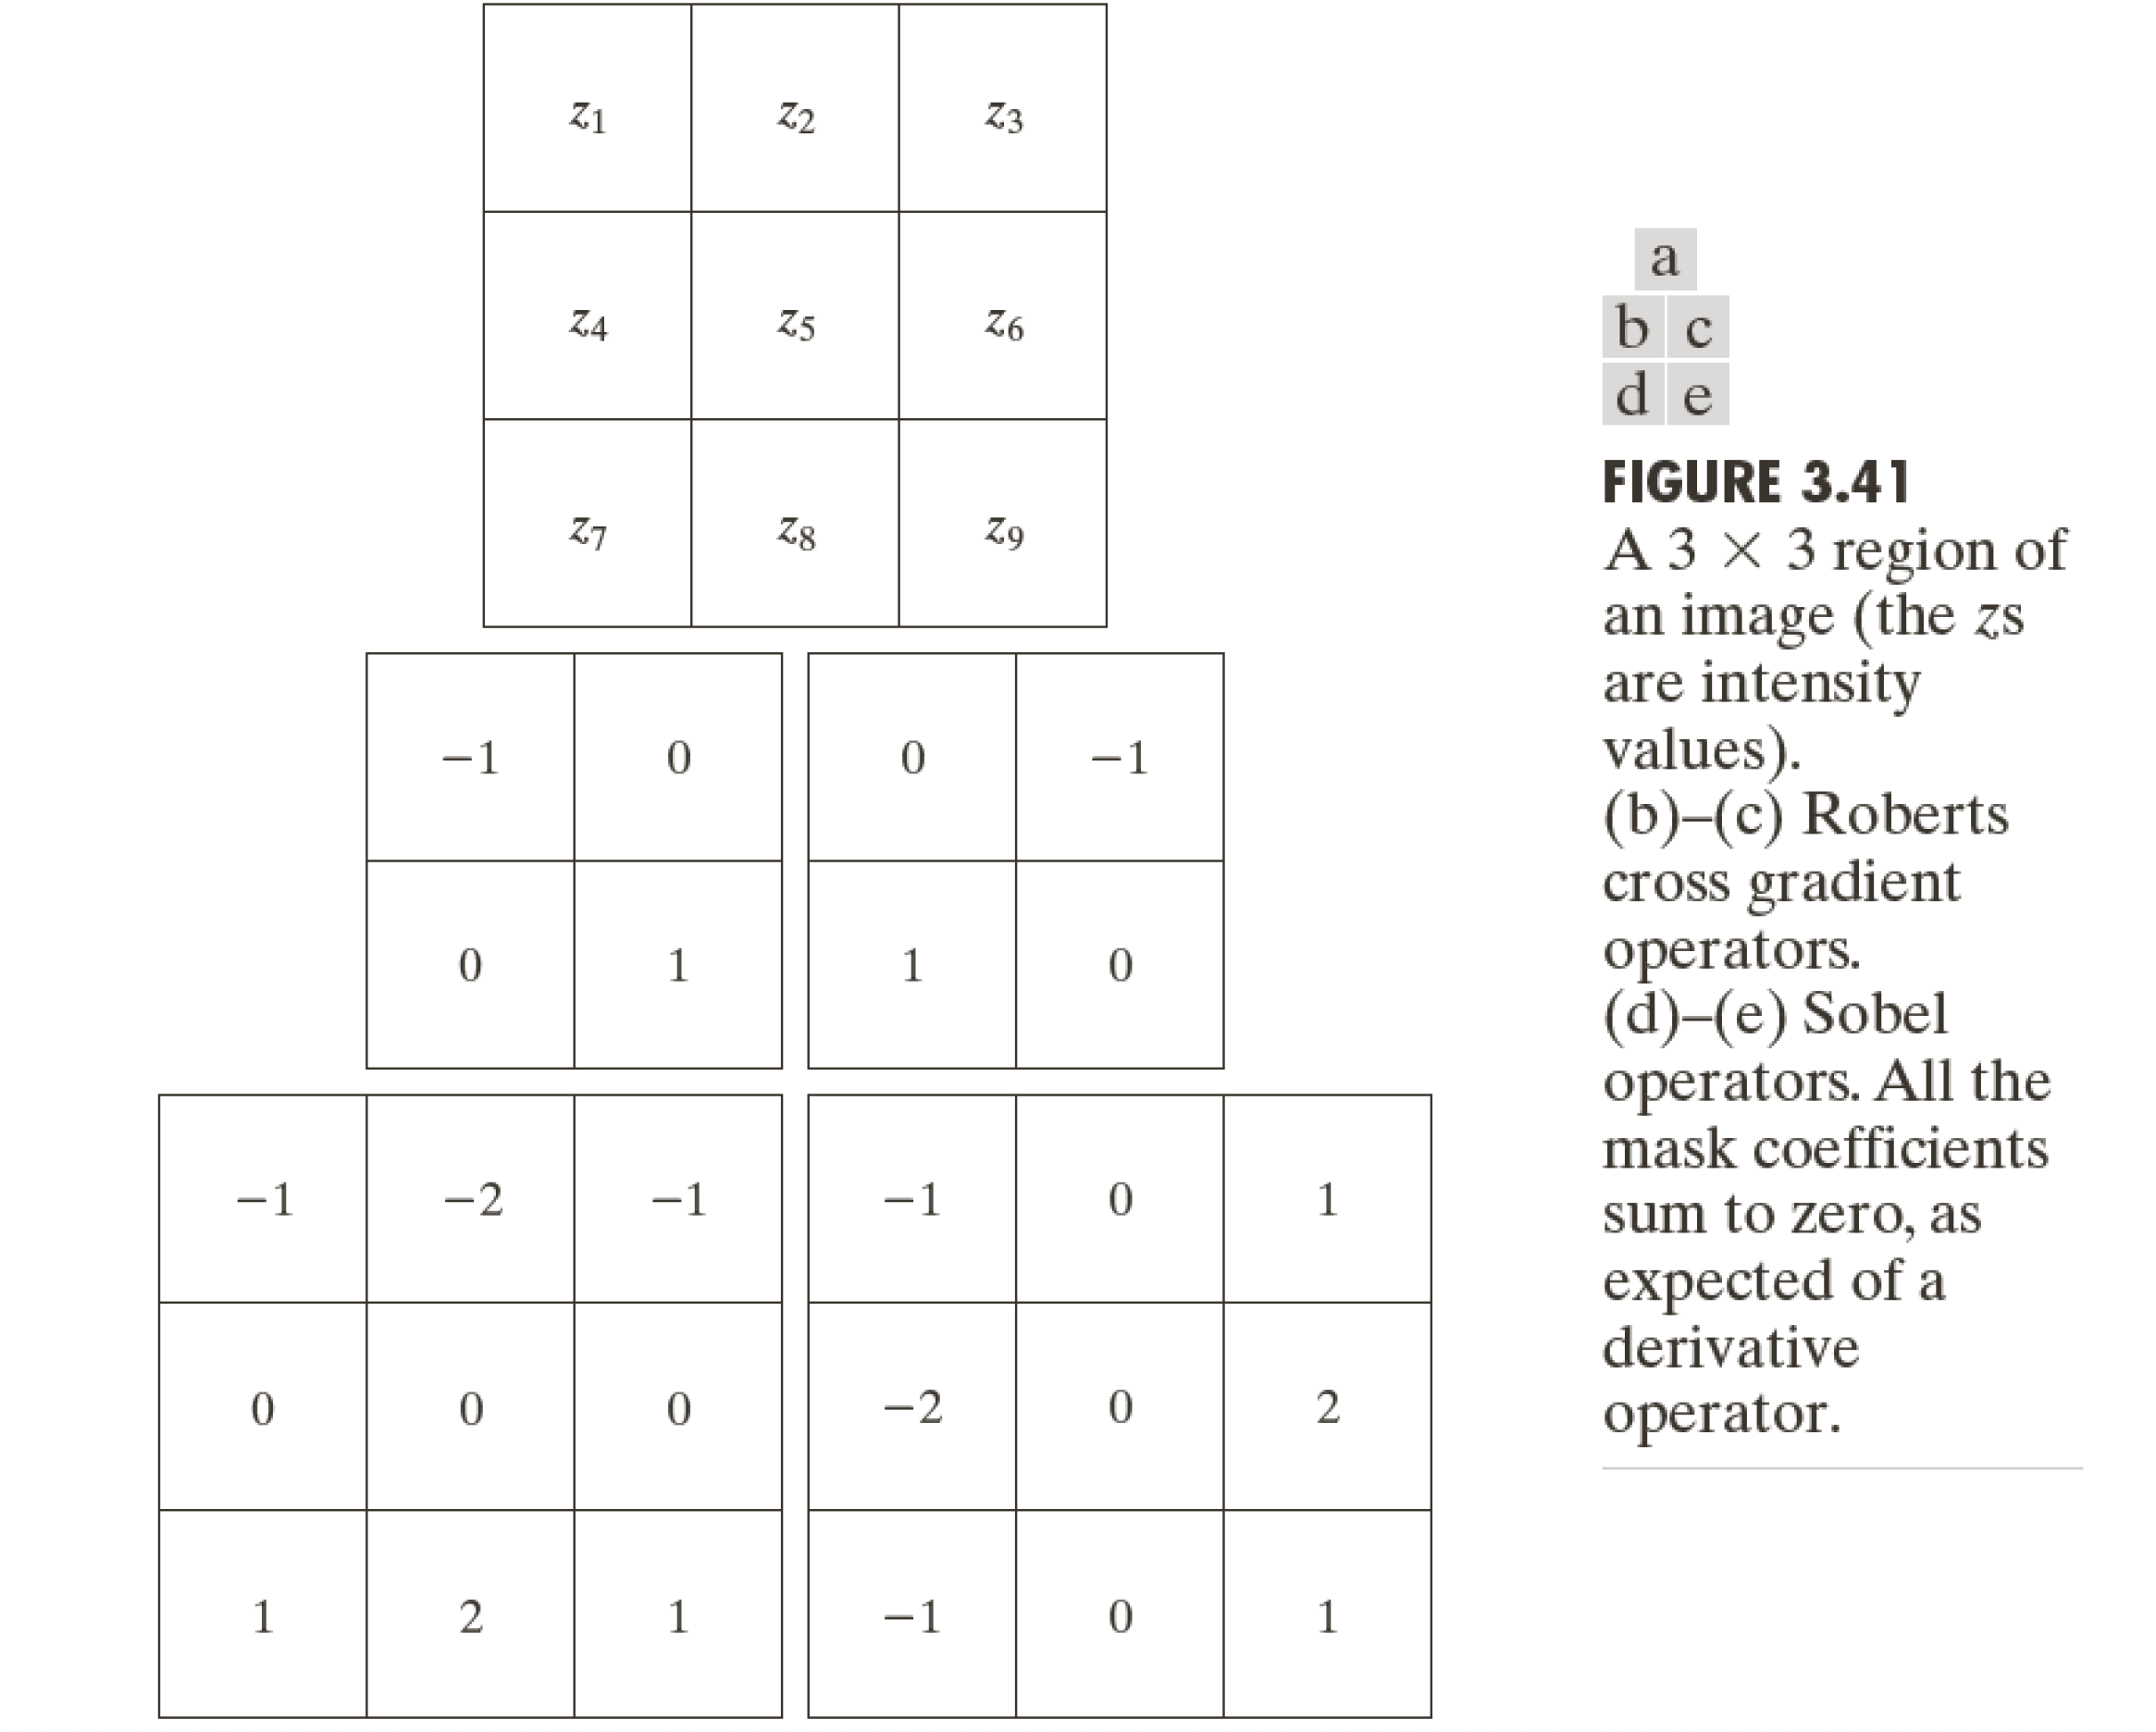 z1 z2 z3
z4 z5 z6
z7 z8 z9
−1 0 0 −1
0 1 1 0
−1 −2 −1 −1 0 1
0 0 0 −2 0 2
1 2 1 −1 0 1
a
b c
d e
FIGURE 3.41
A 3 × 3 region of
an image (the zs
are intensity
values).
(b)–(c) Roberts
cross gradient
operators.
(d)–(e) Sobel
operators. All the
mask coefficients
sum to zero, as
expected of a
derivative
operator.